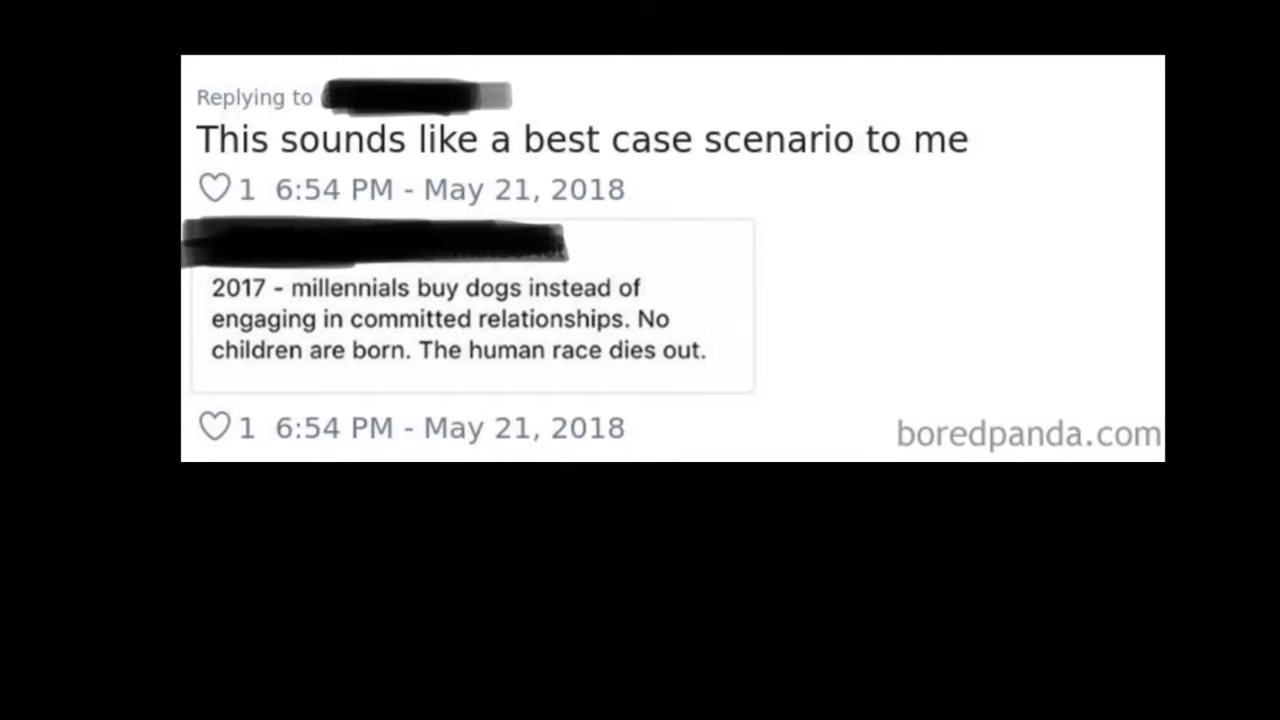 Replying to
This sounds like a best case scenario to me
♡ 1 6:54 PM - May 21, 2018
2017 - millennials buy dogs instead of
engaging in committed relationships. No
children are born. The human race dies out.
♡ 1 6:54 PM - May 21, 2018
boredpanda.com